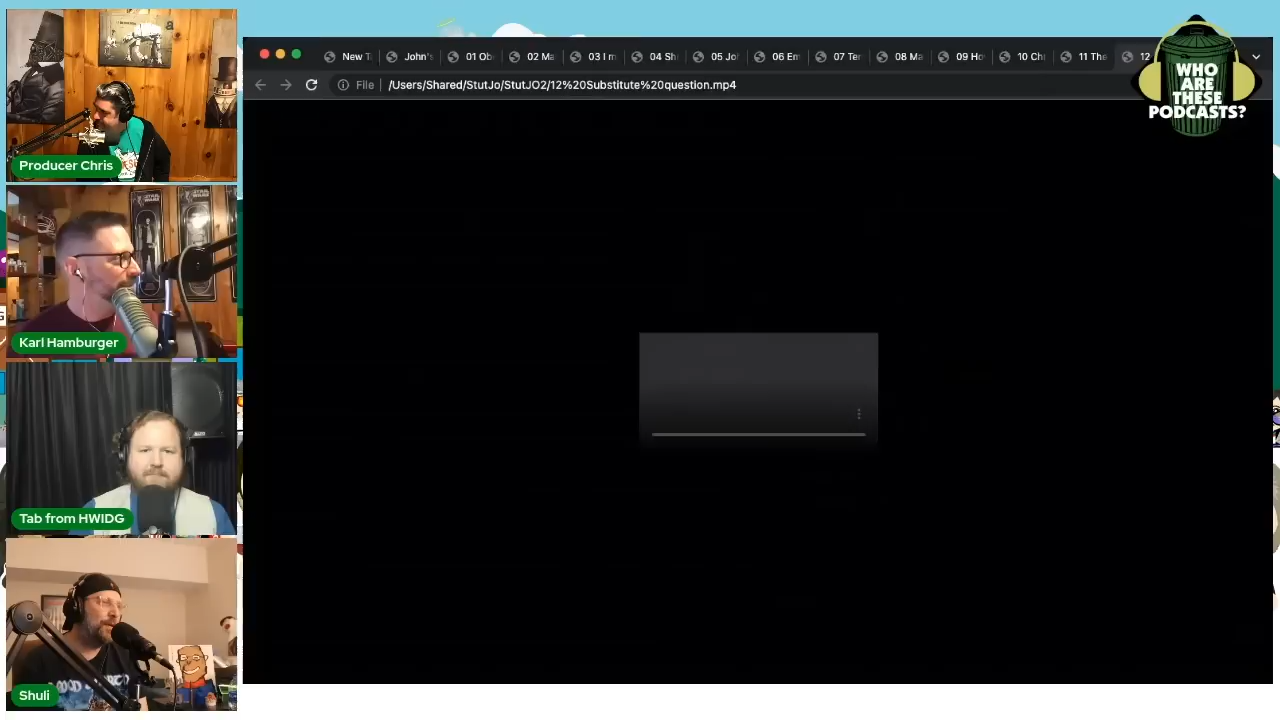 Producer Chris
Karl Hamburger
Tab from HWIDG
Shuli
New T
John's
01 Ob
02 Ma
03 I m
04 Sh
05 Jo
06 Em
07 Ter
08 Ma
09 Ho
10 Ch
11 The
12
File
/Users/Shared/StutJo/StutJO2/12%20Substitute%20question.mp4
WHO
ARE
THESE
PODCASTS?